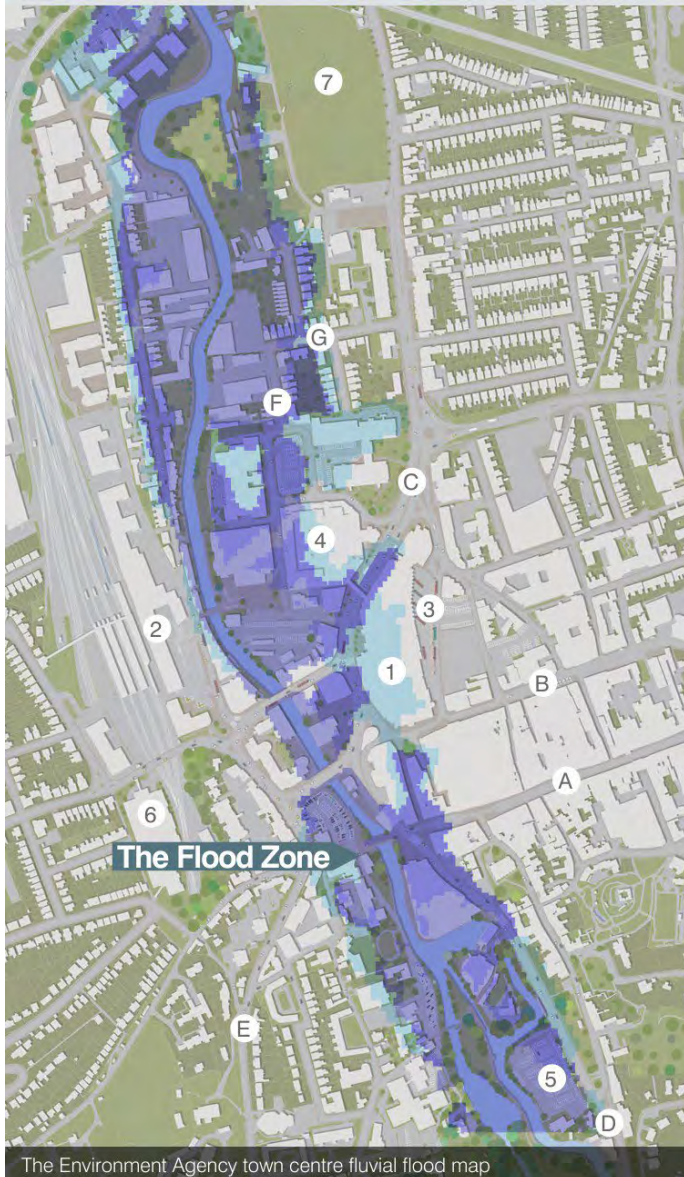 7
G
F
C
4
3
2
1
B
A
6
The Flood Zone
E
5
D
The Environment Agency town centre fluvial flood map